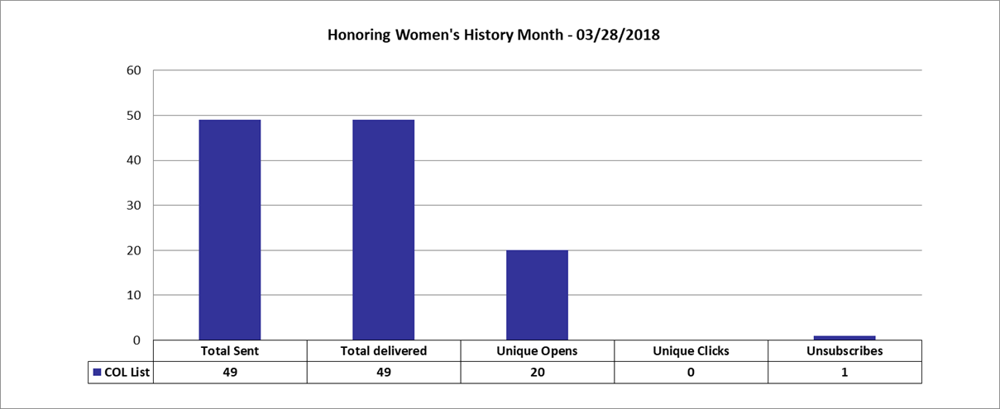 Honoring Women's History Month - 03/28/2018
60
50
40
30
20
10
0
Total Sent Total delivered Unique Opens Unique Clicks Unsubscribes
COL List 49 49 20 0 1